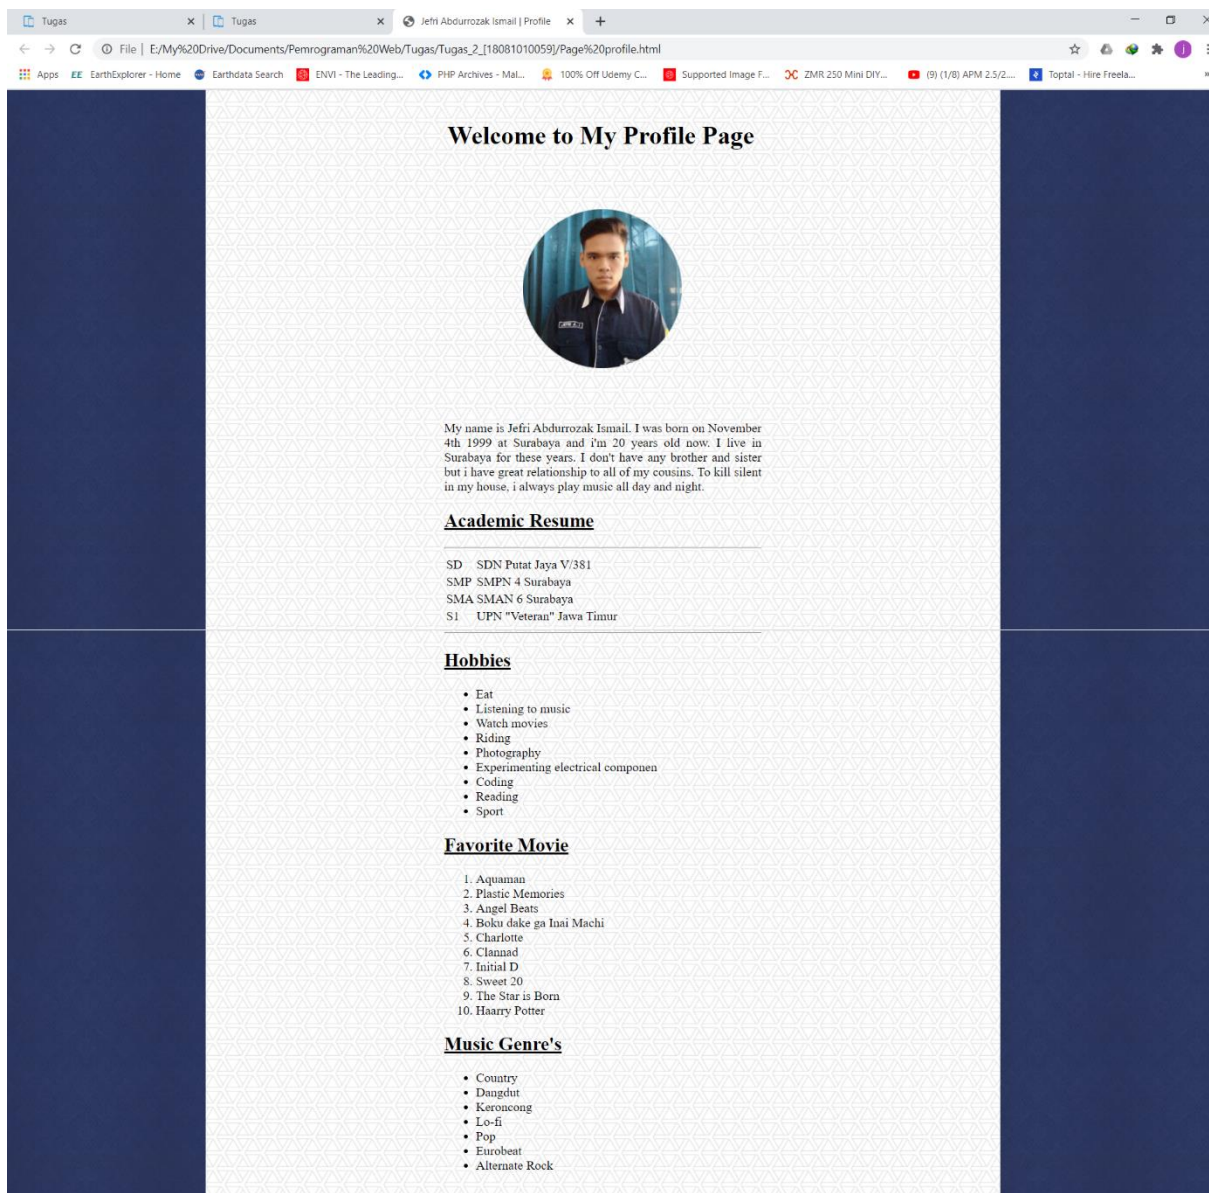 Tugas
Tugas
Jefri Abdurrozak Ismail | Profile
File | E:/My%20Drive/Documents/Pemrograman%20Web/Tugas/Tugas_2_[18081010059]/Page%20profile.html
Apps EE EarthExplorer - Home Earthdata Search ENVI - The Leading... PHP Archives - Mal... 100% Off Udemy C... Supported Image F... ZMR 250 Mini DIY... (9) (1/8) APM 2.5/2.... Toptal - Hire Freela...
Welcome to My Profile Page
My name is Jefri Abdurrozak Ismail. I was born on November
4th 1999 at Surabaya and i'm 20 years old now. I live in
Surabaya for these years. I don't have any brother and sister
but i have great relationship to all of my cousins. To kill silent
in my house, i always play music all day and night.
Academic Resume
SD SDN Putat Jaya V/381
SMP SMPN 4 Surabaya
SMA SMAN 6 Surabaya
S1 UPN "Veteran" Jawa Timur
Hobbies
• Eat
• Listening to music
• Watch movies
• Riding
• Photography
• Experimenting electrical componen
• Coding
• Reading
• Sport
Favorite Movie
1. Aquaman
2. Plastic Memories
3. Angel Beats
4. Boku dake ga Inai Machi
5. Charlotte
6. Clannad
7. Initial D
8. Sweet 20
9. The Star is Born
10. Haarry Potter
Music Genre's
• Country
• Dangdut
• Keroncong
• Lo-fi
• Pop
• Eurobeat
• Alternate Rock